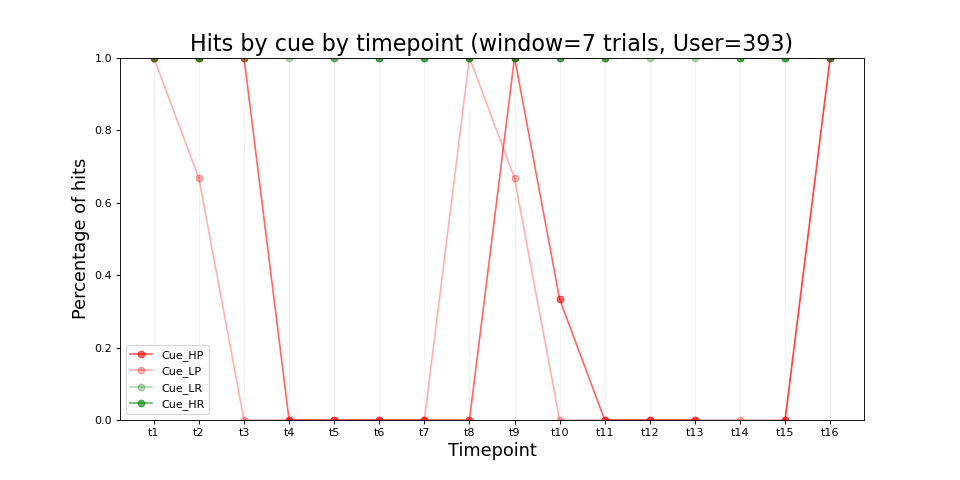 Hits by cue by timepoint (window=7 trials, User=393)
Percentage of hits
1.0
0.8
0.6
0.4
0.2
0.0
Cue_HP
Cue_LP
Cue_LR
Cue_HR
t1 t2 t3 t4 t5 t6 t7 t8 t9 t10 t11 t12 t13 t14 t15 t16
Timepoint